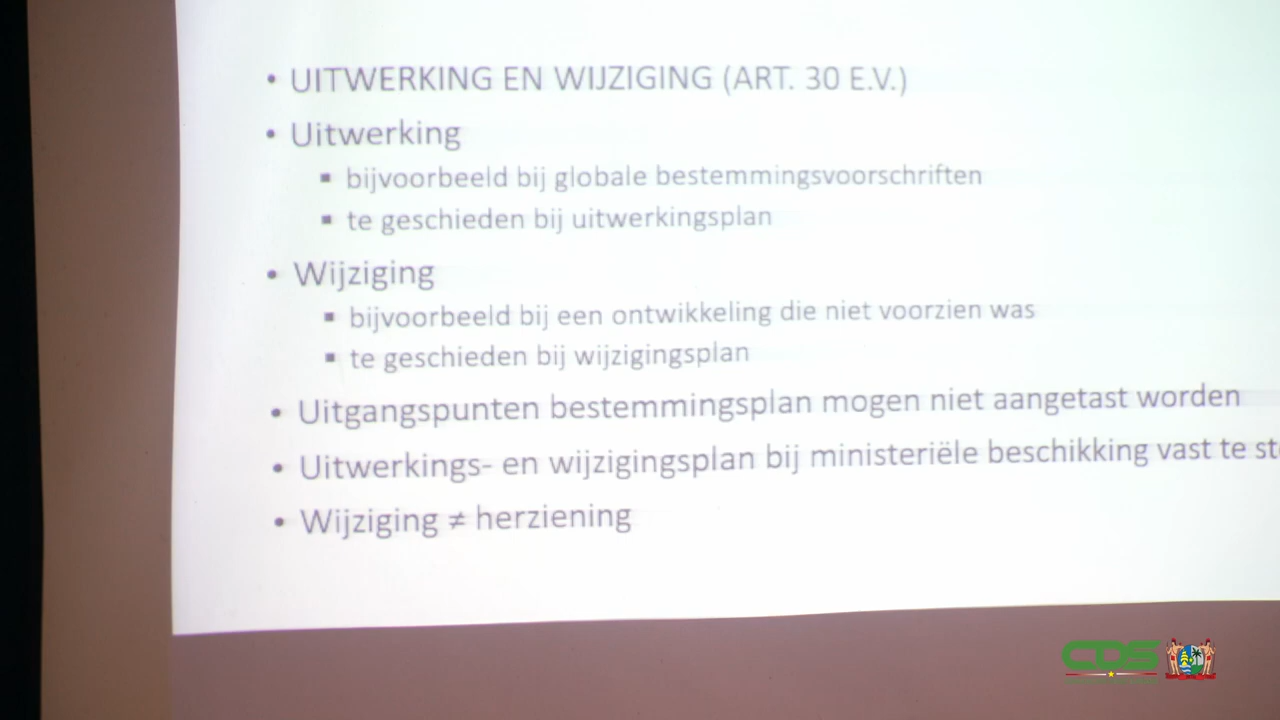 • UITWERKING EN WIJZIGING (ART. 30 E.V.)
• Uitwerking
▪ bijvoorbeeld bij globale bestemmingsvoorschriften
▪ te geschieden bij uitwerkingsplan
• Wijziging
▪ bijvoorbeeld bij een ontwikkeling die niet voorzien was
▪ te geschieden bij wijzigingsplan
• Uitgangspunten bestemmingsplan mogen niet aangetast worden
• Uitwerkings- en wijzigingsplan bij ministeriële beschikking vast te
• Wijziging ≠ herziening
CDS